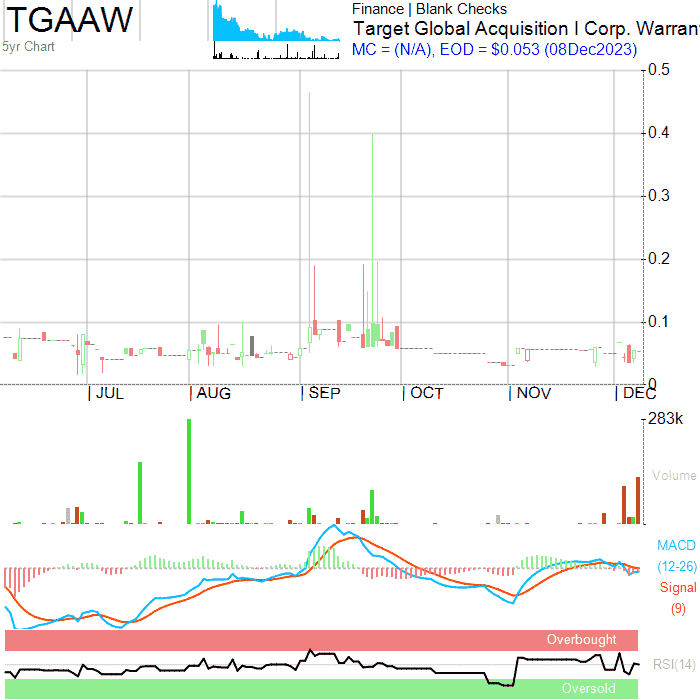 TGAAW
5yr Chart
Finance | Blank Checks
Target Global Acquisition I Corp. Warran
MC = (N/A), EOD = $0.053 (08Dec2023)
0.5
0.4
0.3
0.2
0.1
0
JUL AUG SEP OCT NOV DEC
283k
Volume
MACD
(12-26)
Signal
(9)
Overbought
RSI(14)
Oversold